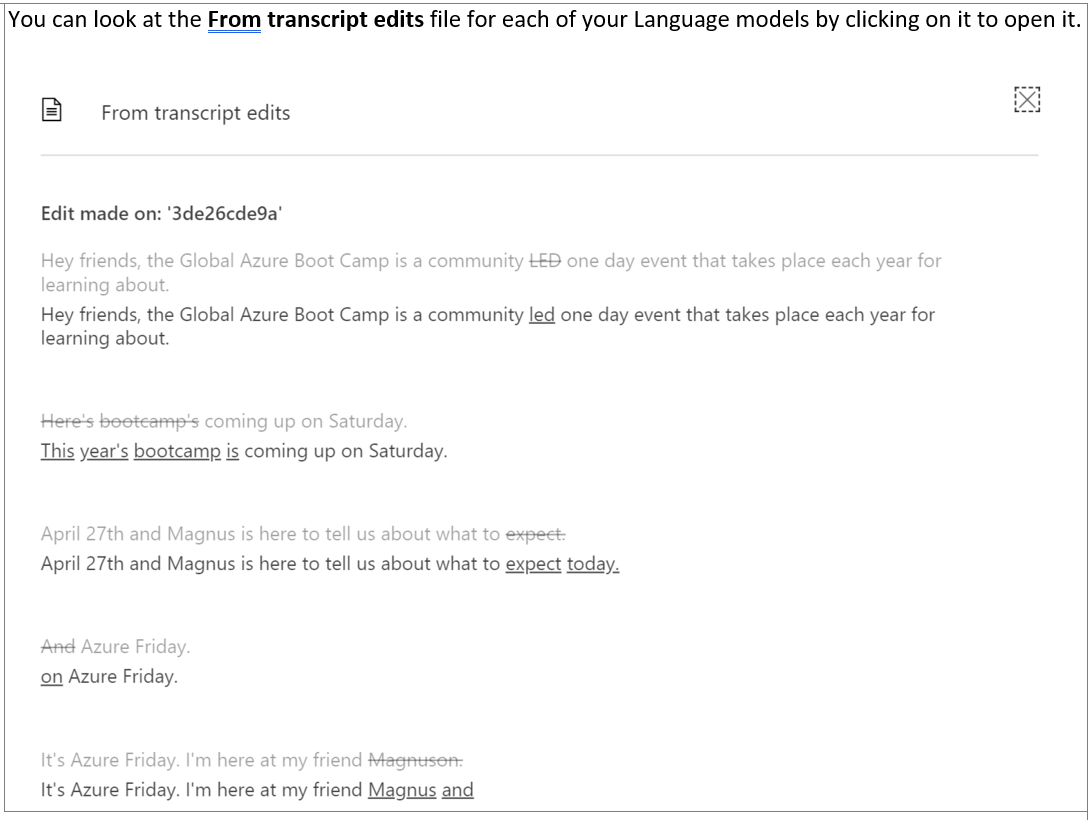 You can look at the From transcript edits file for each of your Language models by clicking on it to open it.
From transcript edits
Edit made on: '3de26cde9a'
Hey friends, the Global Azure Boot Camp is a community LED one day event that takes place each year for
learning about.
Hey friends, the Global Azure Boot Camp is a community led one day event that takes place each year for
learning about.
Here's bootcamp's coming up on Saturday.
This year's bootcamp is coming up on Saturday.
April 27th and Magnus is here to tell us about what to expect.
April 27th and Magnus is here to tell us about what to expect today.
And Azure Friday.
on Azure Friday.
It's Azure Friday. I'm here at my friend Magnuson.
It's Azure Friday. I'm here at my friend Magnus and